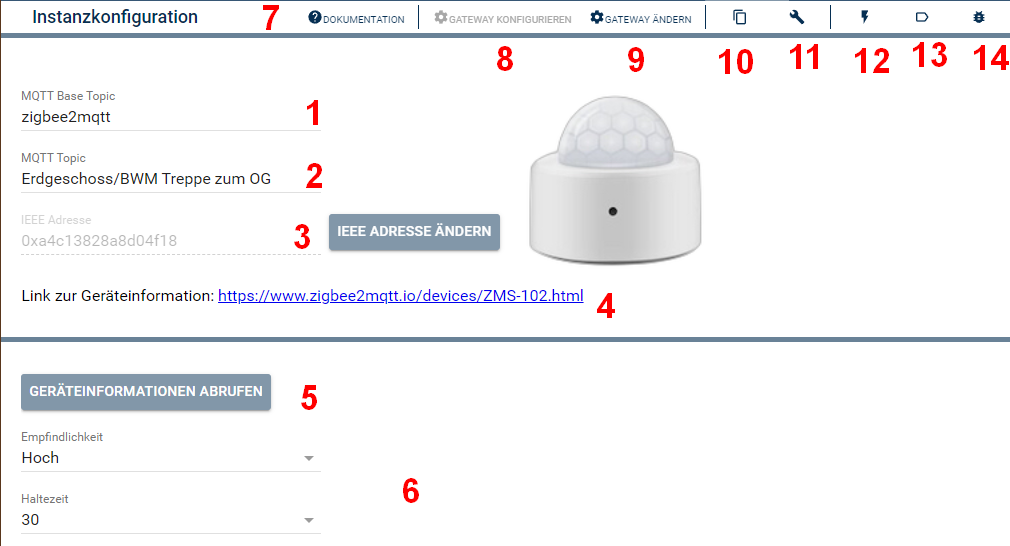 Instanzkonfiguration 7 DOKUMENTATION GATEWAY KONFIGURIEREN GATEWAY ÄNDERN
8 9 10 11 12 13 14
MQTT Base Topic
zigbee2mqtt 1
MQTT Topic
Erdgeschoss/BWM Treppe zum OG 2
IEEE Adresse
0xa4c13828a8d04f18 3 IEEE ADRESSE ÄNDERN
Link zur Geräteinformation: https://www.zigbee2mqtt.io/devices/ZMS-102.html 4
GERÄTEINFORMATIONEN ABRUFEN 5
Empfindlichkeit
Hoch
6
Haltezeit
30